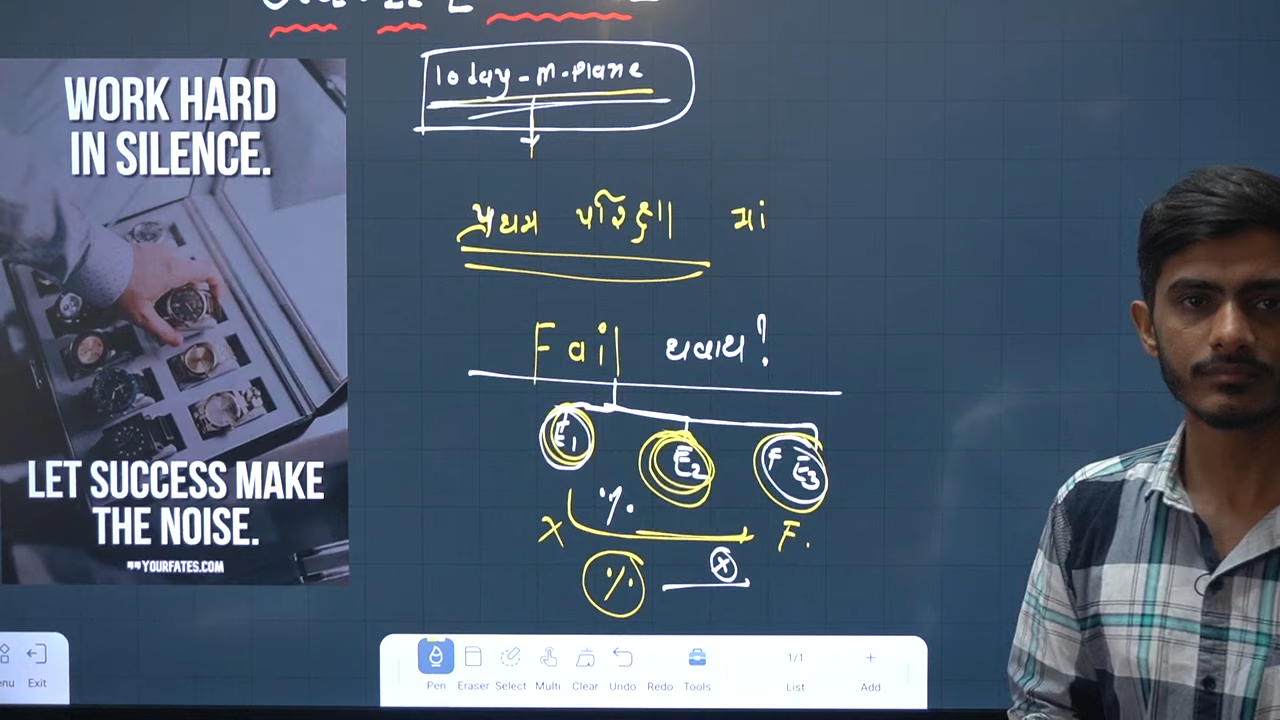 WORK HARD
IN SILENCE.
LET SUCCESS MAKE
THE NOISE.
YOURFATES.COM
10 day - m. plane
પ્રથમ પરિક્ષા માં
Fail થવાય!
E1 E2 F E3
%.
X F.
% X
Exit
Pen Eraser Select Multi Clear Undo Redo Tools 1/1 List + Add